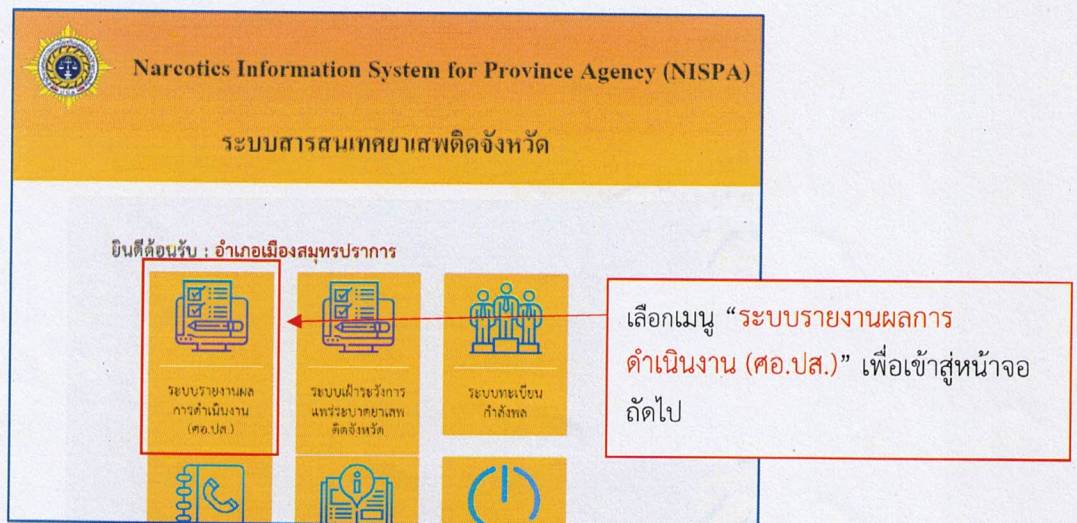 Narcotics Information System for Province Agency (NISPA)
ระบบสารสนเทศยาเสพติดจังหวัด
ยินดีต้อนรับ : อำเภอเมืองสมุทรปราการ
ระบบรายงานผล
การดำเนินงาน
(ศอ.ปส.)
ระบบเฝ้าระวังการ
แพร่ระบาดยาเสพ
ติดจังหวัด
ระบบทะเบียน
กำลังพล
เลือกเมนู “ระบบรายงานผลการ
ดำเนินงาน (ศอ.ปส.)” เพื่อเข้าสู่หน้าจอ
ถัดไป